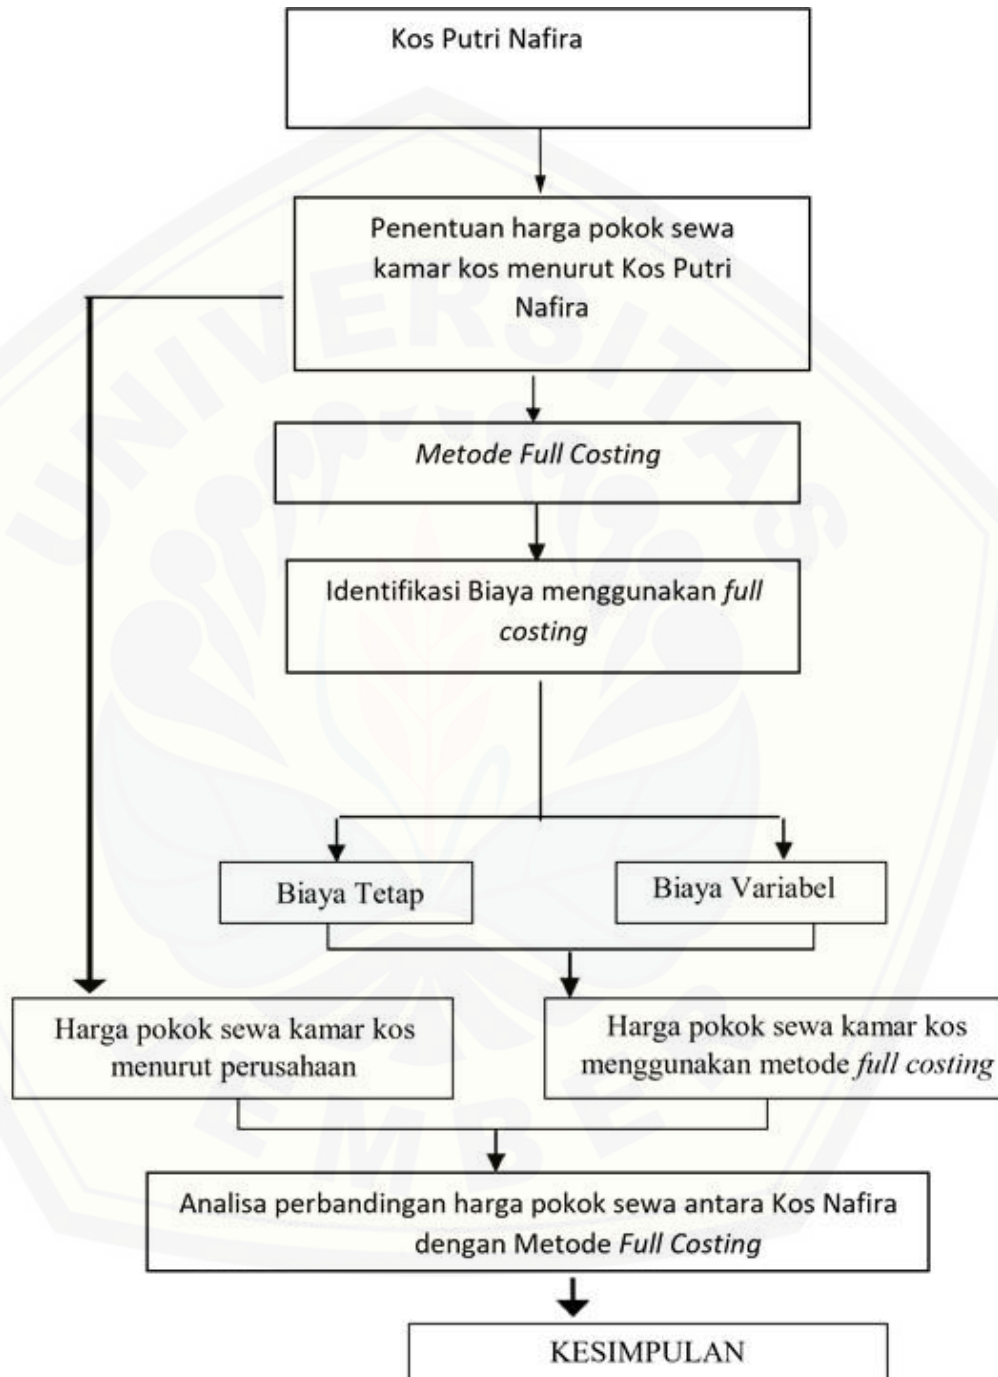 Kos Putri Nafira
Penentuan harga pokok sewa
kamar kos menurut Kos Putri
Nafira
Metode Full Costing
Identifikasi Biaya menggunakan full
costing
Biaya Tetap
Biaya Variabel
Harga pokok sewa kamar kos
menurut perusahaan
Harga pokok sewa kamar kos
menggunakan metode full costing
Analisa perbandingan harga pokok sewa antara Kos Nafira
dengan Metode Full Costing
KESIMPULAN
UNIVERSITAS
EMBER